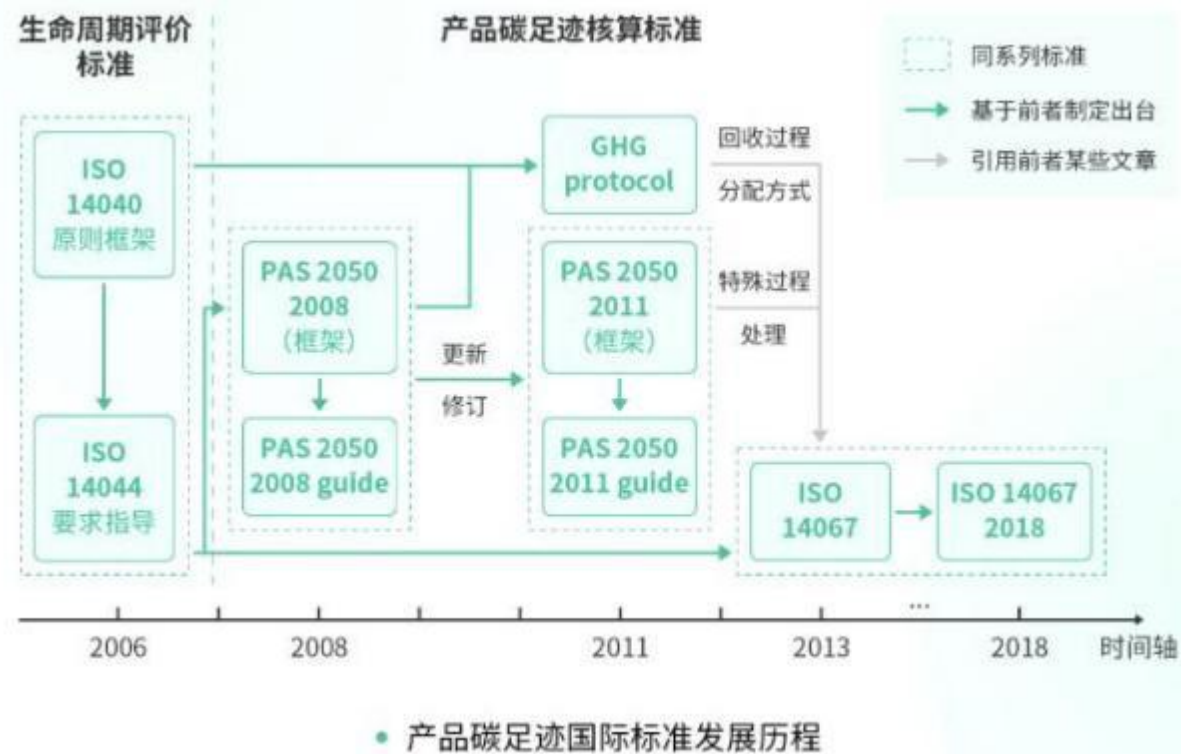 生命周期评价
标准
产品碳足迹核算标准
同系列标准
基于前者制定出台
引用前者某些文章
ISO
14040
原则框架
ISO
14044
要求指导
PAS 2050
2008
（框架）
PAS 2050
2008 guide
更新
修订
GHG
protocol
PAS 2050
2011
（框架）
PAS 2050
2011 guide
回收过程
分配方式
特殊过程
处理
ISO
14067
ISO 14067
2018
...
2006
2008
2011
2013
2018
时间轴
• 产品碳足迹国际标准发展历程